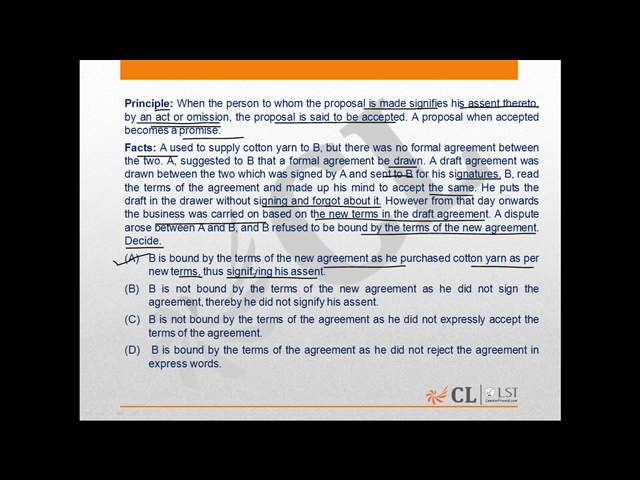 Principle: When the person to whom the proposal is made signifies his assent thereto,
by an act or omission, the proposal is said to be accepted. A proposal when accepted
becomes a promise.
Facts: A used to supply cotton yarn to B, but there was no formal agreement between
the two. A, suggested to B that a formal agreement be drawn. A draft agreement was
drawn between the two which was signed by A and sent to B for his signatures. B, read
the terms of the agreement and made up his mind to accept the same. He puts the
draft in the drawer without signing and forgot about it. However from that day onwards
the business was carried on based on the new terms in the draft agreement. A dispute
arose between A and B, and B refused to be bound by the terms of the new agreement.
Decide.
(A) B is bound by the terms of the new agreement as he purchased cotton yarn as per
new terms, thus signifying his assent.
(B) B is not bound by the terms of the new agreement as he did not sign the
agreement, thereby he did not signify his assent.
(C) B is not bound by the terms of the agreement as he did not expressly accept the
terms of the agreement.
(D) B is bound by the terms of the agreement as he did not reject the agreement in
express words.
CL LST